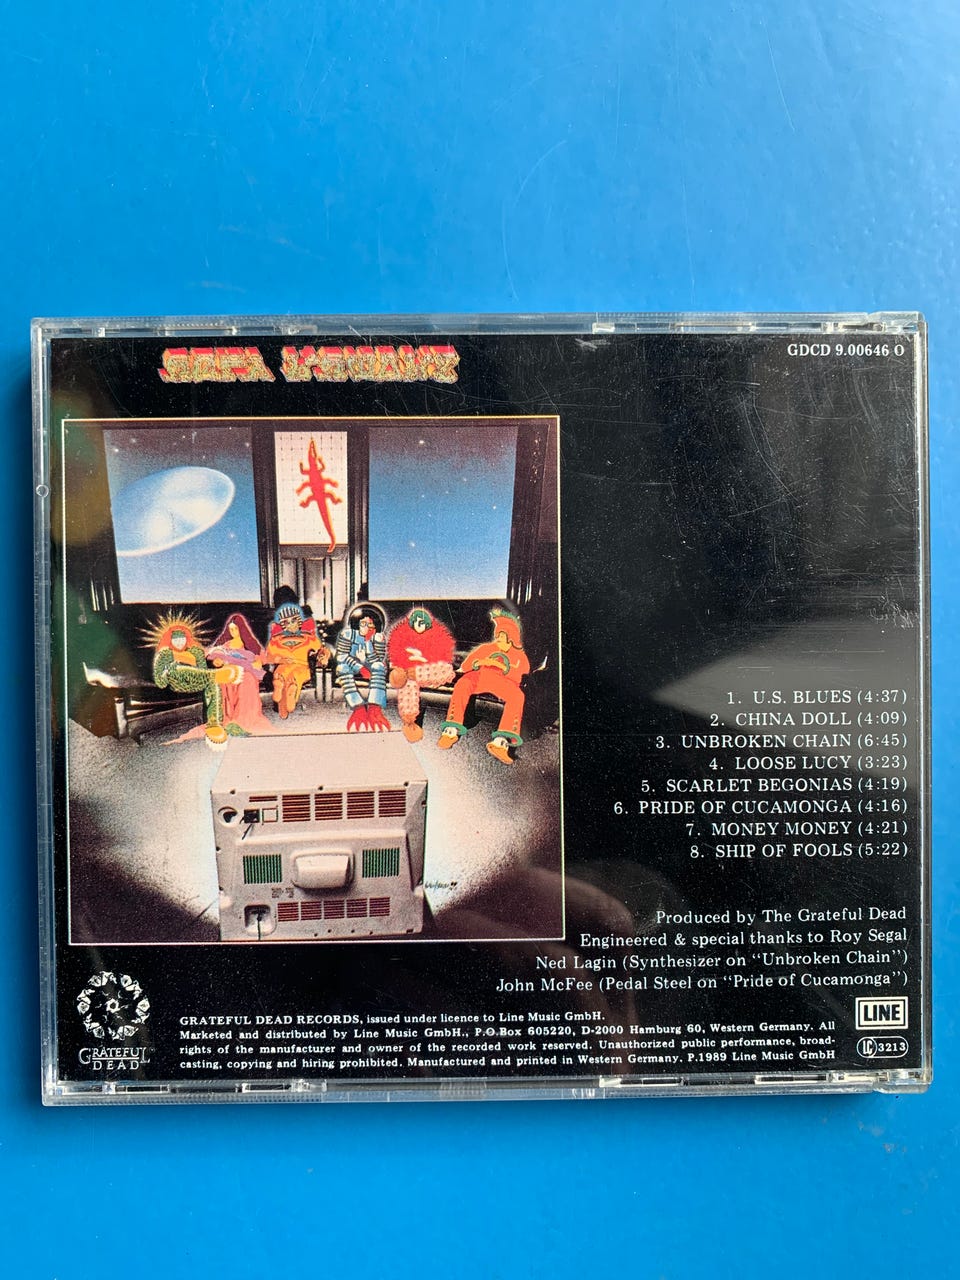 GDCD 9.00646 O
1. U.S. BLUES (4:37)
2. CHINA DOLL (4:09)
3. UNBROKEN CHAIN (6:45)
4. LOOSE LUCY (3:23)
5. SCARLET BEGONIAS (4:19)
6. PRIDE OF CUCAMONGA (4:16)
7. MONEY MONEY (4:21)
8. SHIP OF FOOLS (5:22)
Produced by The Grateful Dead
Engineered & special thanks to Roy Segal
Ned Lagin (Synthesizer on “Unbroken Chain”)
John McFee (Pedal Steel on “Pride of Cucamonga”)
GRATEFUL
DEAD
GRATEFUL DEAD RECORDS, issued under licence to Line Music GmbH.
Marketed and distributed by Line Music GmbH., P.O.Box 605220, D-2000 Hamburg 60, Western Germany. All
rights of the manufacturer and owner of the recorded work reserved. Unauthorized public performance, broad-
casting, copying and hiring prohibited. Manufactured and printed in Western Germany. P.1989 Line Music GmbH
LINE
LC 3213